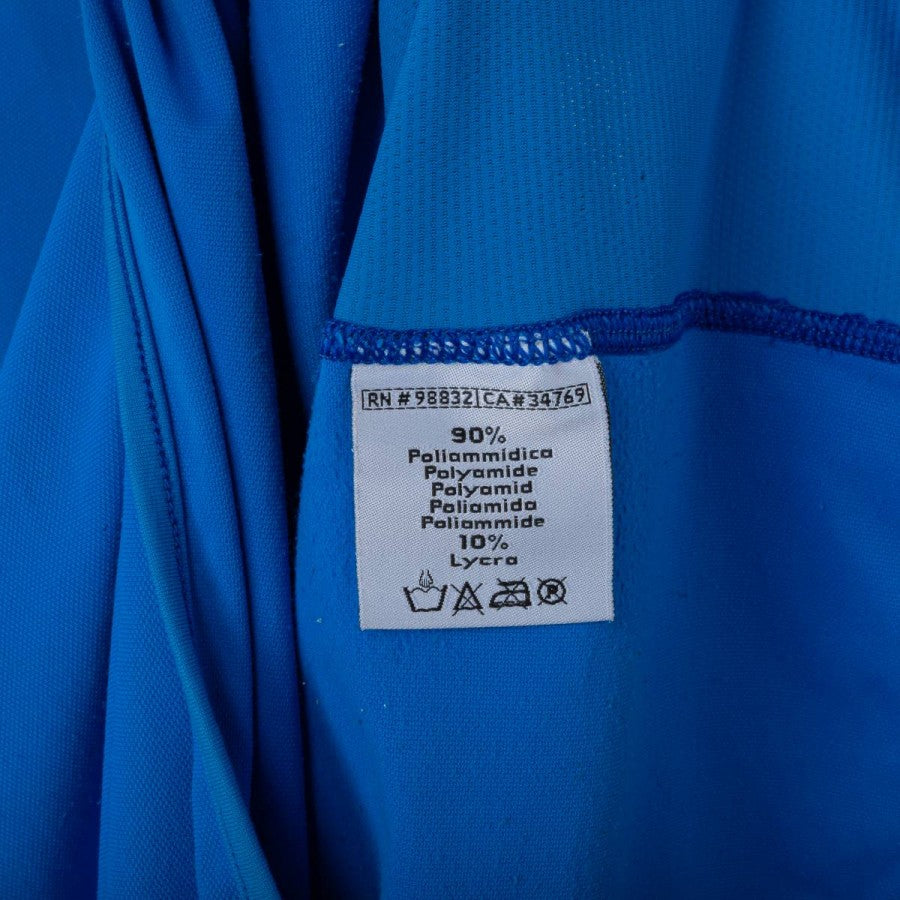 RN # 98832 | CA # 34769
90%
Poliammidica
Polyamide
Polyamid
Poliamida
Poliammide
10%
Lycra